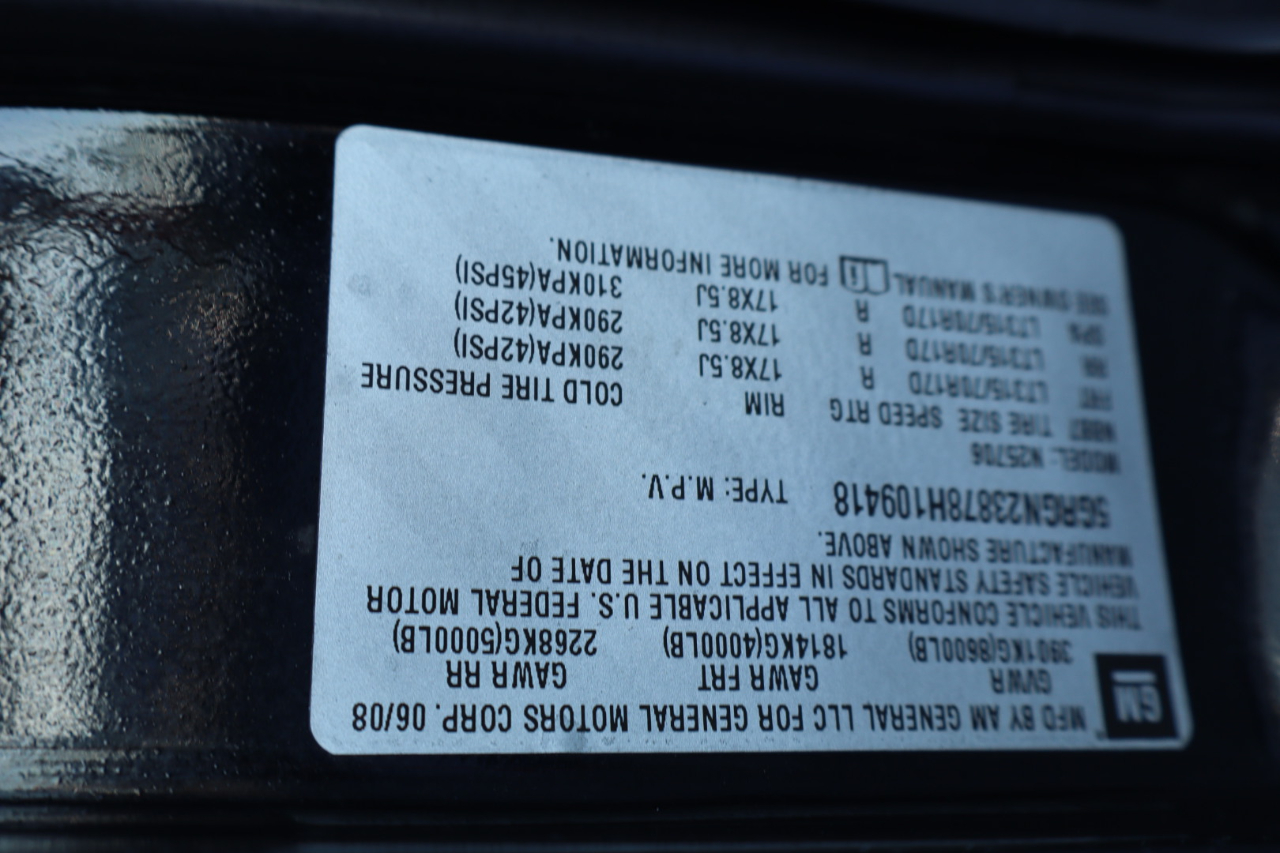 GM
MFD BY AM GENERAL LLC FOR GENERAL MOTORS CORP. 06/08
GVWR GAWR FRT GAWR RR
3901KG(8600LB) 1814KG(4000LB) 2268KG(5000LB)
THIS VEHICLE CONFORMS TO ALL APPLICABLE U.S. FEDERAL MOTOR
VEHICLE SAFETY STANDARDS IN EFFECT ON THE DATE OF
MANUFACTURE SHOWN ABOVE.
5GRGN23878H109418 TYPE: M.P.V.
MODEL: N25706
N887 TIRE SIZE SPEED RTG RIM COLD TIRE PRESSURE
FRT LT315/70R17D R 17X8.5J 290KPA(42PSI)
RR LT315/70R17D R 17X8.5J 290KPA(42PSI)
SPA LT315/70R17D R 17X8.5J 310KPA(45PSI)
SEE OWNER'S MANUAL FOR MORE INFORMATION.